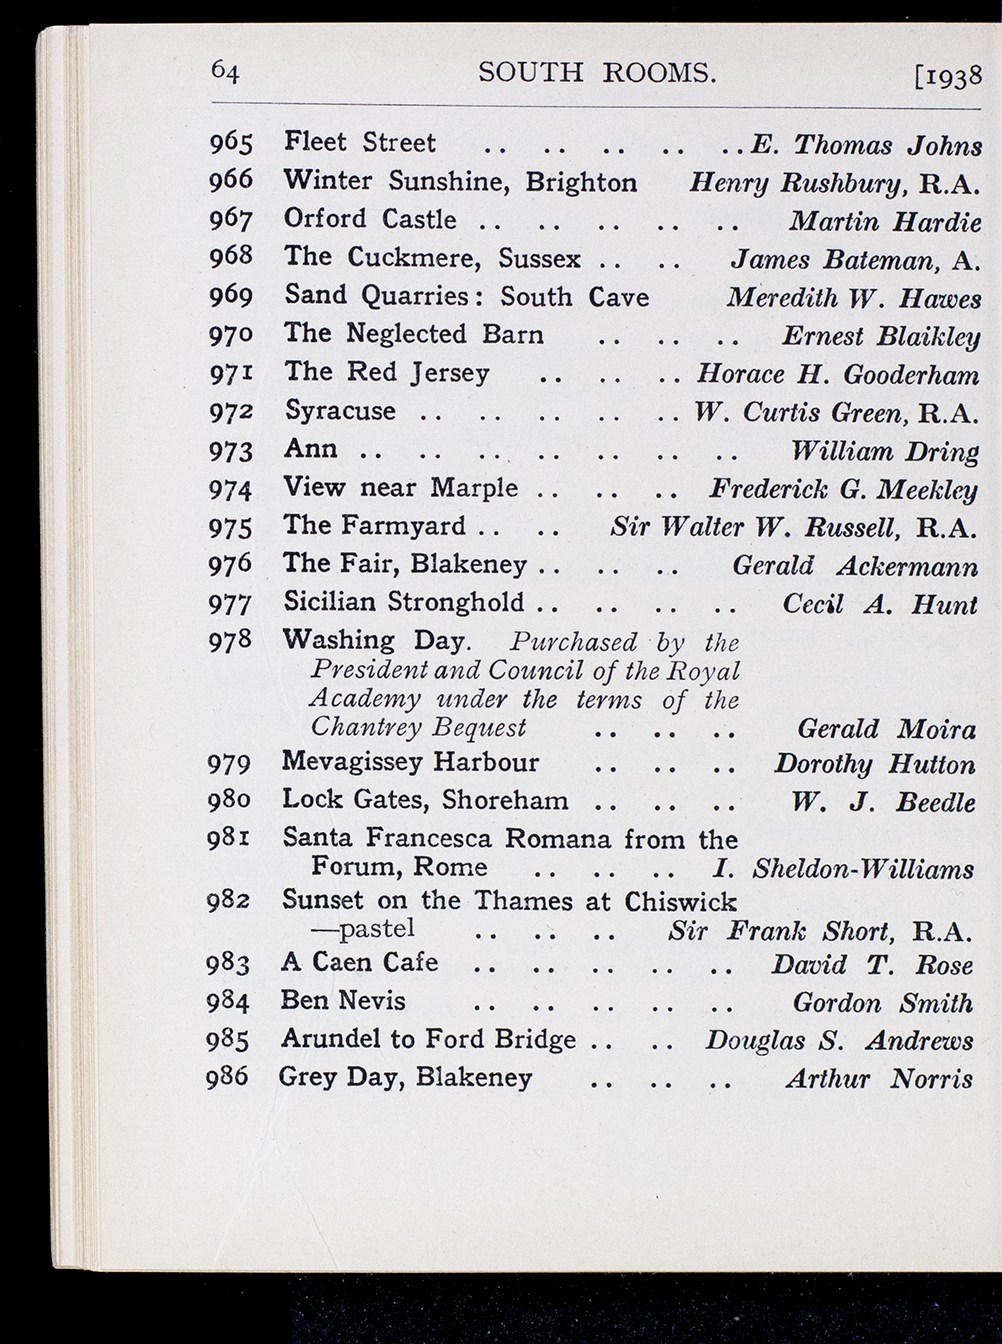 64 SOUTH ROOMS. [1938
965 Fleet Street .. .. .. .. .. E. Thomas Johns
966 Winter Sunshine, Brighton Henry Rushbury, R.A.
967 Orford Castle .. .. .. .. .. Martin Hardie
968 The Cuckmere, Sussex .. .. James Bateman, A.
969 Sand Quarries: South Cave Meredith W. Hawes
970 The Neglected Barn .. .. .. Ernest Blaikley
971 The Red Jersey .. .. .. Horace H. Gooderham
972 Syracuse .. .. .. .. .. W. Curtis Green, R.A.
973 Ann .. .. .. .. .. .. .. William Dring
974 View near Marple .. .. .. Frederick G. Meekley
975 The Farmyard .. .. Sir Walter W. Russell, R.A.
976 The Fair, Blakeney .. .. .. Gerald Ackermann
977 Sicilian Stronghold .. .. .. .. Cecil A. Hunt
978 Washing Day. Purchased by the
President and Council of the Royal
Academy under the terms of the
Chantrey Bequest .. .. .. Gerald Moira
979 Mevagissey Harbour .. .. .. Dorothy Hutton
980 Lock Gates, Shoreham .. .. .. W. J. Beedle
981 Santa Francesca Romana from the
Forum, Rome .. .. .. I. Sheldon-Williams
982 Sunset on the Thames at Chiswick
—pastel .. .. .. Sir Frank Short, R.A.
983 A Caen Cafe .. .. .. .. .. David T. Rose
984 Ben Nevis .. .. .. .. .. Gordon Smith
985 Arundel to Ford Bridge .. .. Douglas S. Andrews
986 Grey Day, Blakeney .. .. .. Arthur Norris